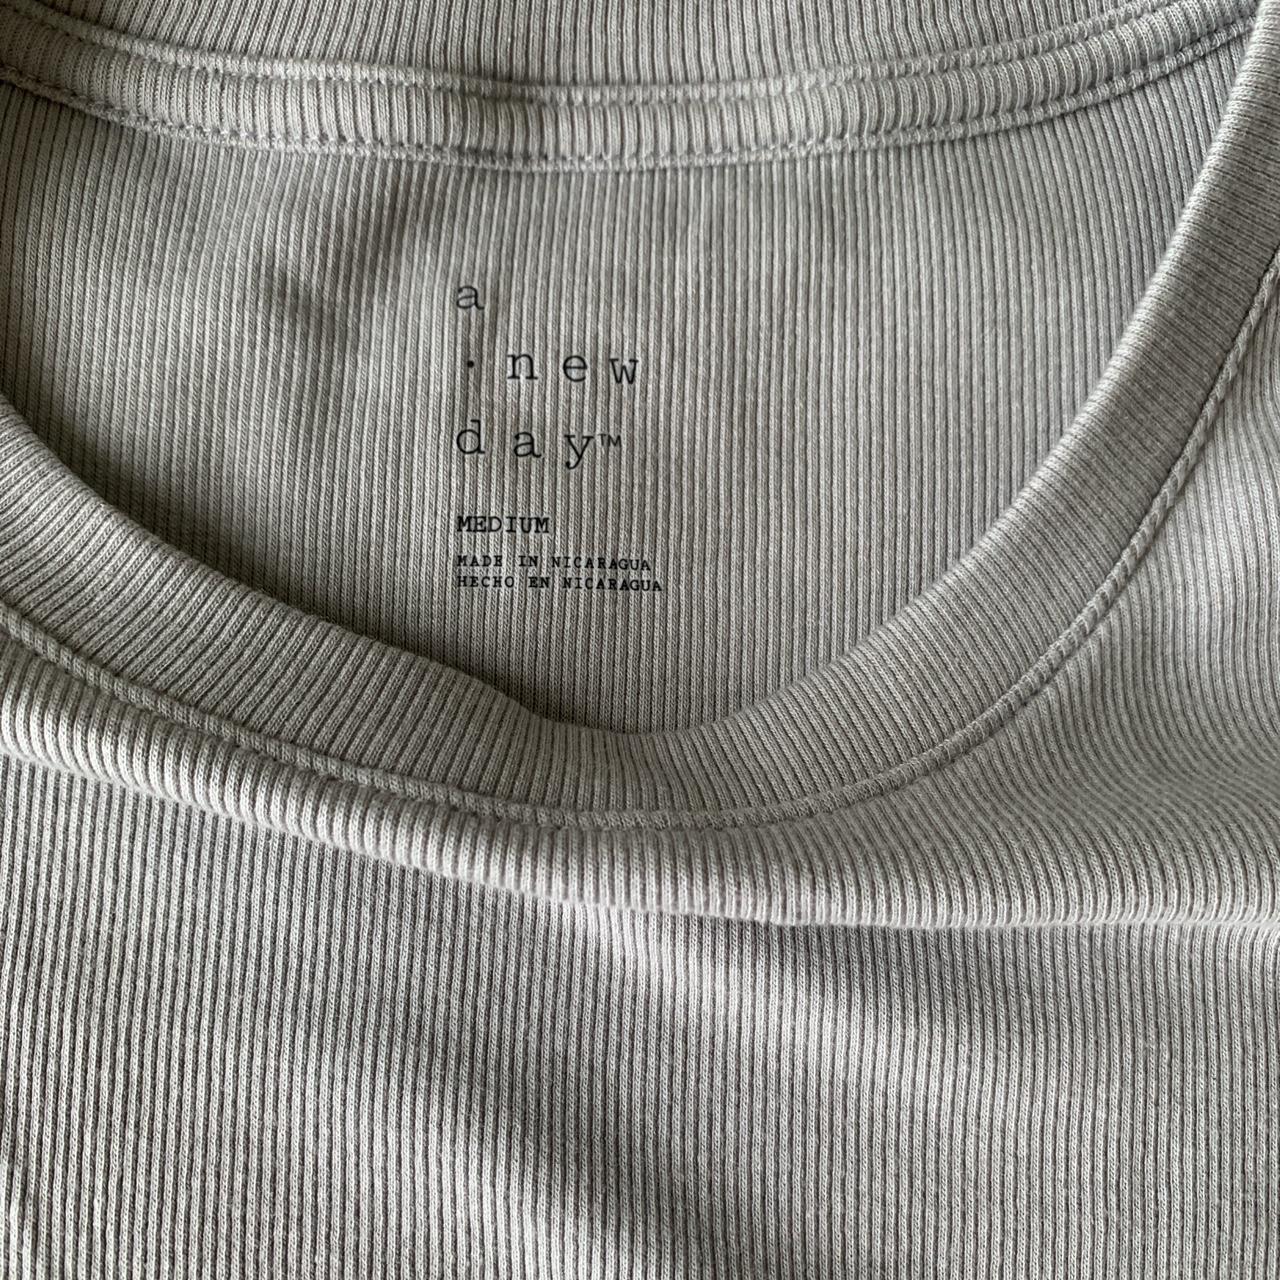 a
·new
day™
MEDIUM
MADE IN NICARAGUA
HECHO EN NICARAGUA